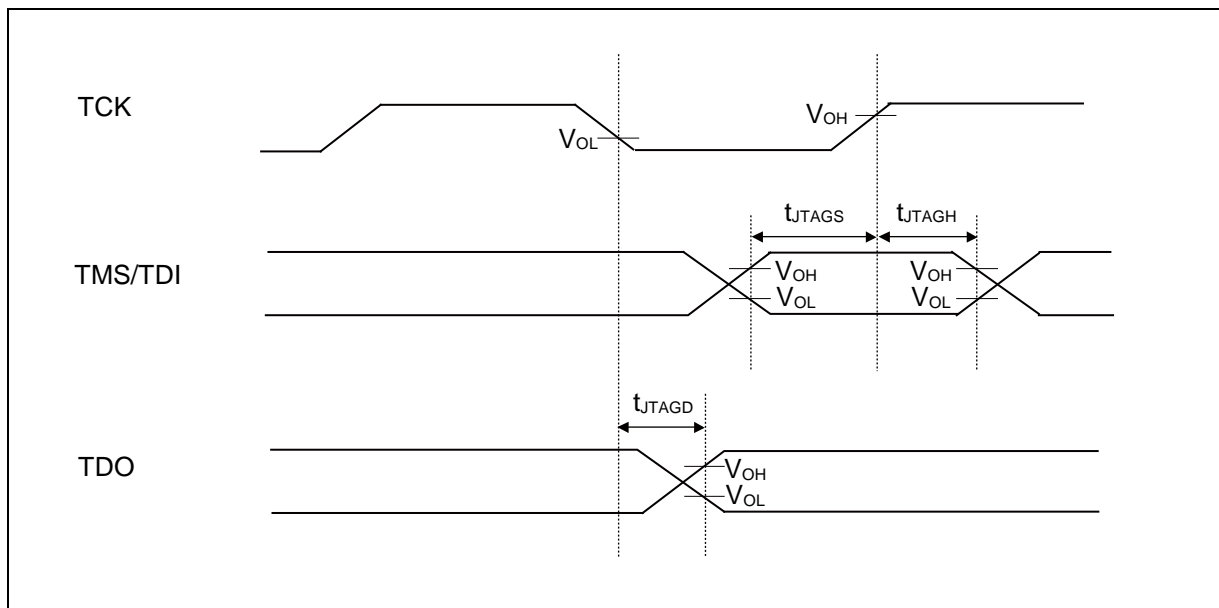 TCK
VOL
VOH
tJTAGS
tJTAGH
TMS/TDI
VOH
VOL
VOH
VOL
tJTAGD
TDO
VOH
VOL